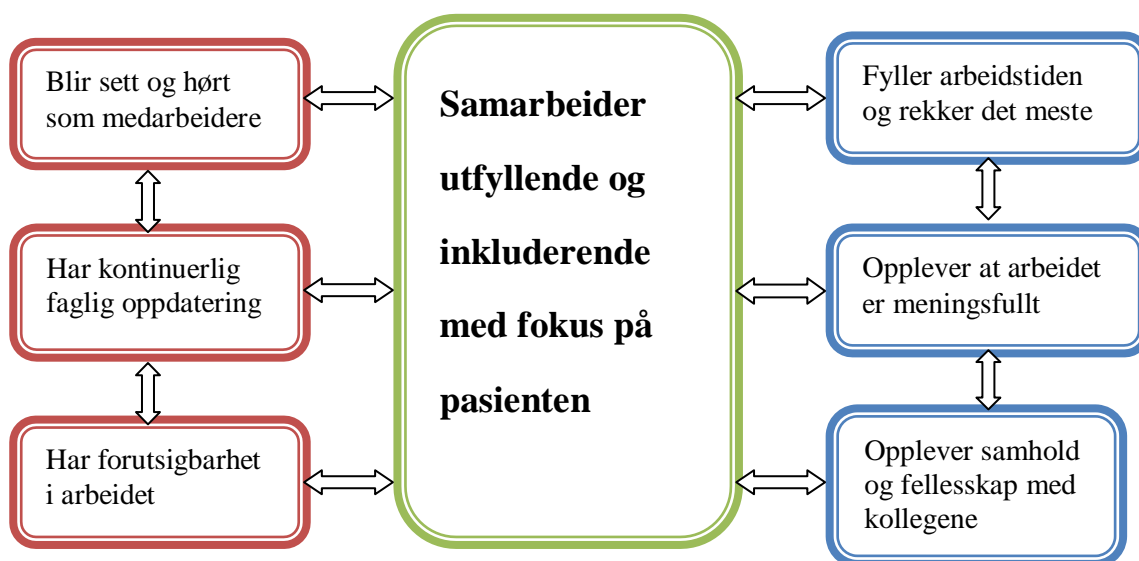 Blir sett og hørt
som medarbeidere
Har kontinuerlig
faglig oppdatering
Har forutsigbarhet
i arbeidet
Samarbeider
utfyllende og
inkluderende
med fokus på
pasienten
Fyller arbeidstiden
og rekker det meste
Opplever at arbeidet
er meningsfullt
Opplever samhold
og fellesskap med
kollegene